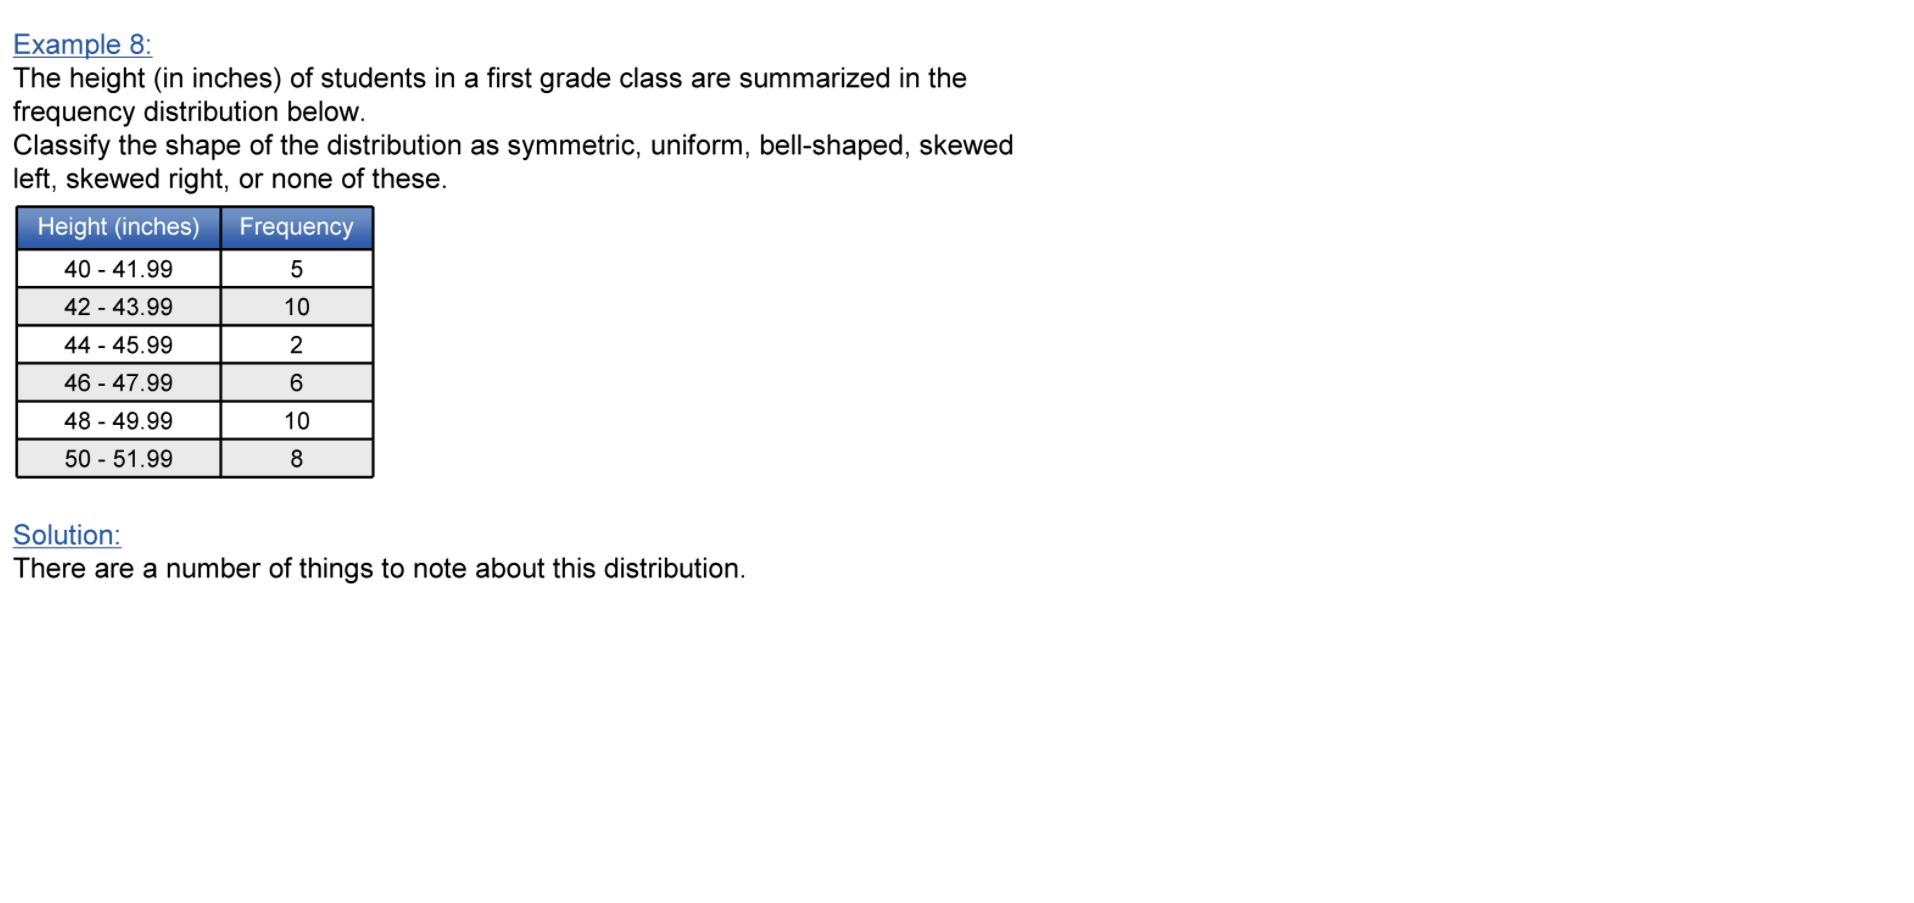 Example 8:
The height (in inches) of students in a first grade class are summarized in the
frequency distribution below.
Classify the shape of the distribution as symmetric, uniform, bell-shaped, skewed
left, skewed right, or none of these.
Height (inches) Frequency
40 - 41.99 5
42 - 43.99 10
44 - 45.99 2
46 - 47.99 6
48 - 49.99 10
50 - 51.99 8
Solution:
There are a number of things to note about this distribution.